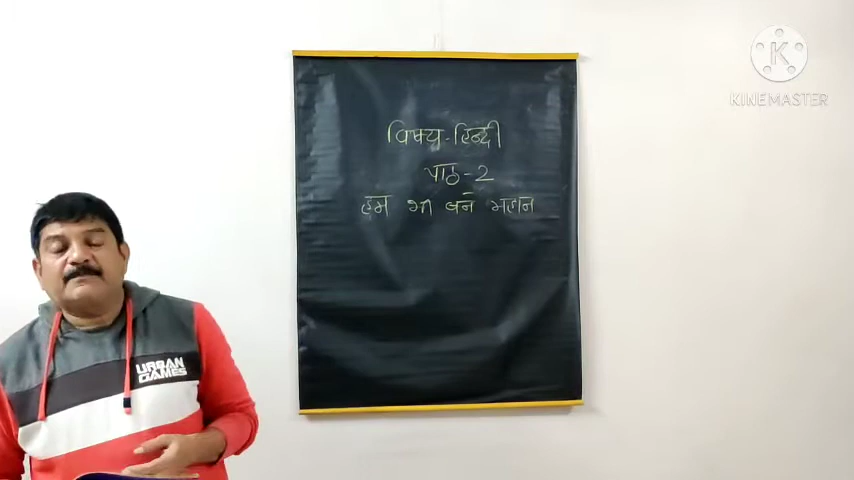 विषय-हिन्दी
पाठ-2
हम भी बने महान
URBAN
GAMES
KINEMASTER